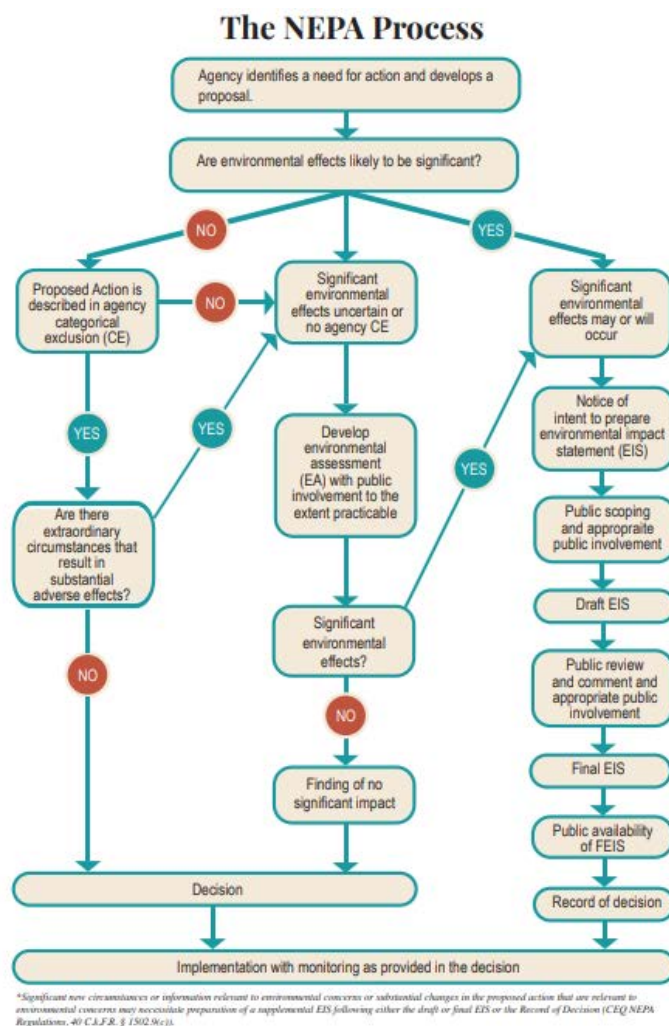 The NEPA Process
Agency identifies a need for action and develops a
proposal.
Are environmental effects likely to be significant?
NO
YES
Proposed Action is
described in agency
categorical
exclusion (CE)
NO
Significant
environmental
effects uncertain or
no agency CE
Significant
environmental
effects may or will
occur
YES
YES
Develop
environmental
assessment
(EA) with public
involvement to the
extent practicable
YES
Notice of
intent to prepare
environmental impact
statement (EIS)
Are there
extraordinary
circumstances that
result in
substantial
adverse effects?
Public scoping
and appropraite
public involvement
Draft EIS
Significant
environmental
effects?
NO
NO
Public review
and comment and
appropriate public
involvement
Final EIS
Finding of no
significant impact
Public availability
of FEIS
Decision
Record of decision
Implementation with monitoring as provided in the decision
*Significant new circumstances or information relevant to environmental concerns or substantial changes in the proposed action that are relevant to
environmental concerns may necessitate preparation of a supplemental EIS following either the draft or final EIS or the Record of Decision (CEQ NEPA
Regulations, 40 C.F.R. § 1502.9(c)).